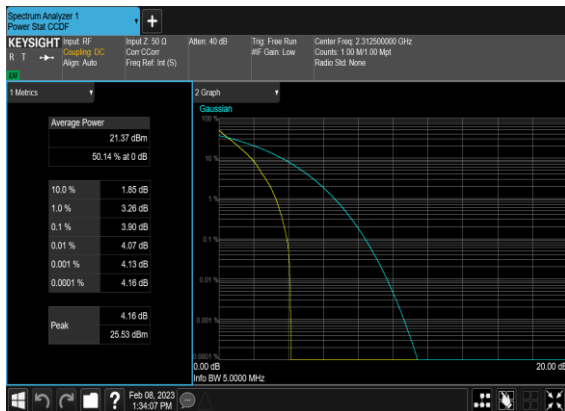 Spectrum Analyzer 1
Power Stat CCDF
KEYSIGHT
R T
LXI
Input: RF
Coupling: DC
Align: Auto
Input Z: 50 Ω
Corr CCorr
Freq Ref: Int (S)
Atten: 40 dB
Trig: Free Run
#IF Gain: Low
Center Freq: 2.312500000 GHz
Counts: 1.00 M/1.00 Mpt
Radio Std: None
1 Metrics
Average Power
21.37 dBm
50.14 % at 0 dB
10.0 % 1.85 dB
1.0 % 3.26 dB
0.1 % 3.90 dB
0.01 % 4.07 dB
0.001 % 4.13 dB
0.0001 % 4.16 dB
Peak
4.16 dB
25.53 dBm
2 Graph
Gaussian
100 %
10 %
1 %
0.1 %
0.01 %
0.001 %
0.0001 %
0.00 dB
20.00 dB
Info BW 5.0000 MHz
?
Feb 08, 2023
1:34:07 PM